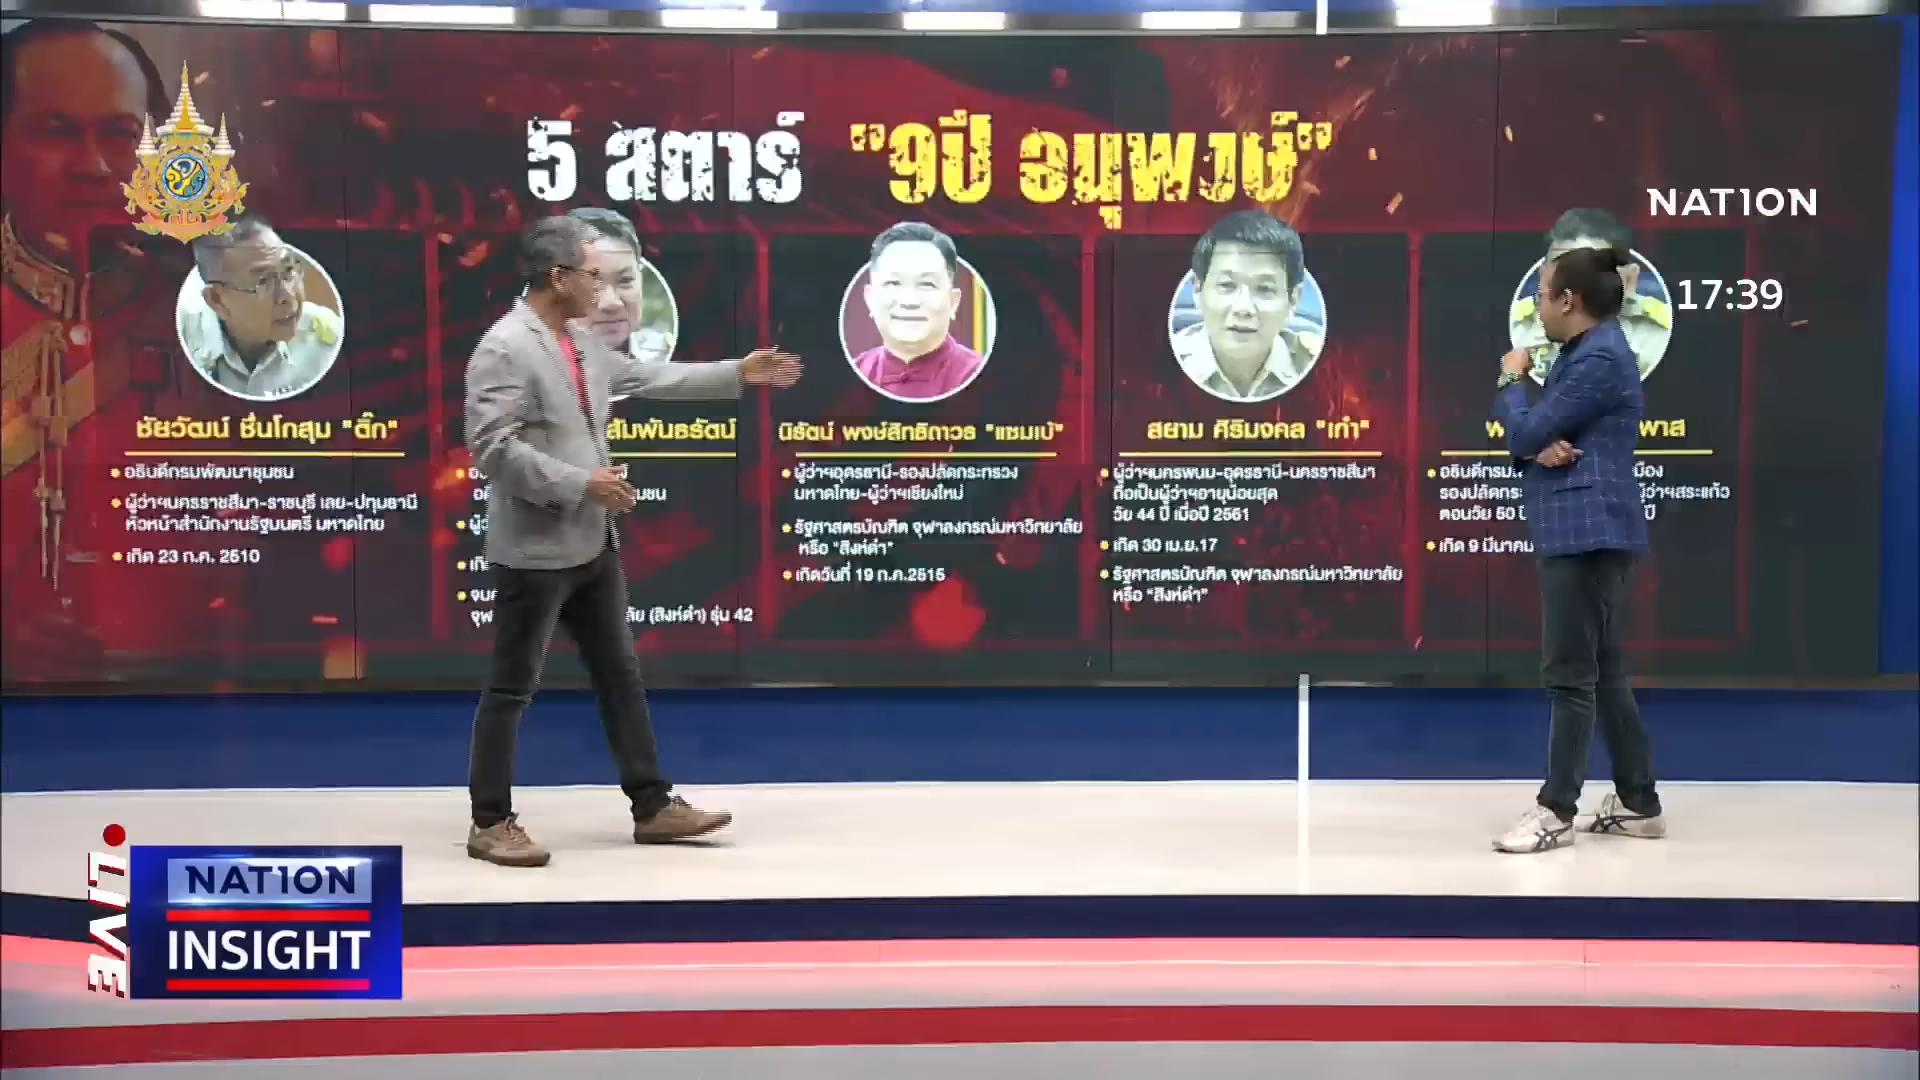 5 สตาร์ "9ปี อนุพงษ์"
NATION
17:39
ชัยวัฒน์ ชื่นโกสุม "ติ๊ก"
• อธิบดีกรมพัฒนาชุมชน
• ผู้ว่าฯนครราชสีมา-ราชบุรี เลย-ปทุมธานี
หัวหน้าสำนักงานรัฐมนตรี มหาดไทย
• เกิด 23 ก.ค. 2510
สัมพันธรัตน์
(สิงห์ดำ) รุ่น 42
นิรัตน์ พงษ์สิทธิถาวร "แซมเบ้"
• ผู้ว่าฯอุดรธานี-รองปลัดกระทรวง
มหาดไทย-ผู้ว่าฯเชียงใหม่
• รัฐศาสตรบัณฑิต จุฬาลงกรณ์มหาวิทยาลัย
หรือ "สิงห์ดำ"
• เกิดวันที่ 19 ก.ค.2515
สยาม ศิริมงคล "เก๋า"
• ผู้ว่าฯนครพนม-อุดรธานี-นครราชสีมา
ถือเป็นผู้ว่าฯอายุน้อยสุด
วัย 44 ปี เมื่อปี 2561
• เกิด 30 เม.ย.17
• รัฐศาสตรบัณฑิต จุฬาลงกรณ์มหาวิทยาลัย
หรือ "สิงห์ดำ"
พาส
• อธิบดีกรม
รองปลัด ผู้ว่าฯสระแก้ว
ตอนวัย 50
• เกิด 9 มีนาคม
LIVE
NATION
INSIGHT